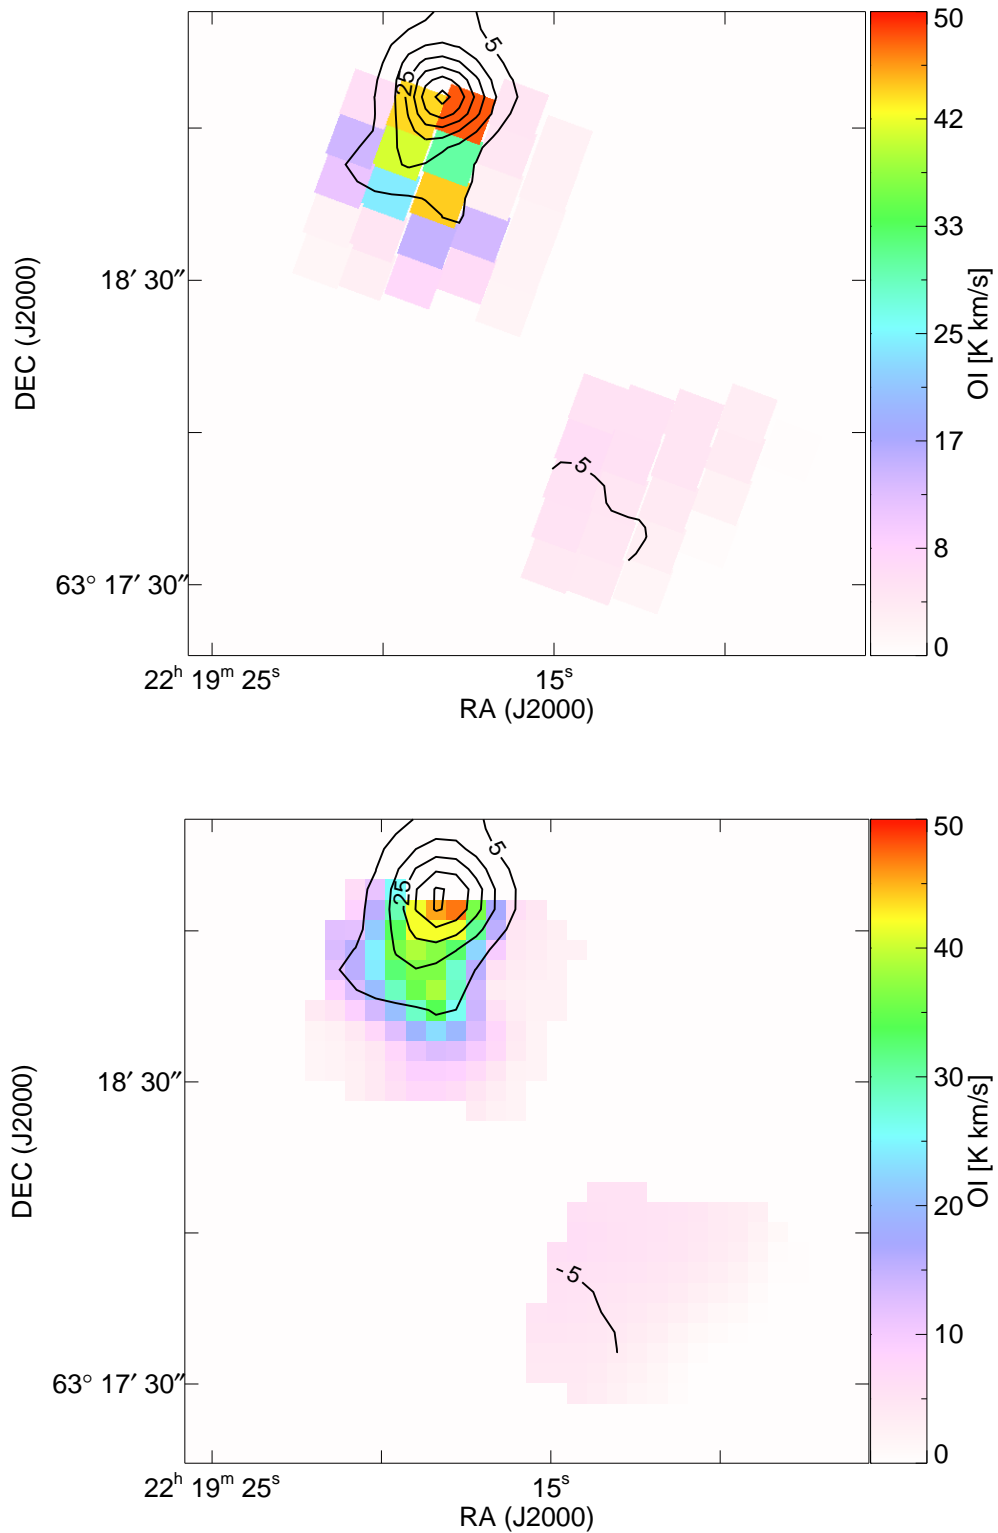 5
25
5
18′ 30″
63° 17′ 30″
DEC (J2000)
22ʰ 19ᵐ 25ˢ
15ˢ
RA (J2000)
50
42
33
25
17
8
0
OI [K km/s]
5
25
5
18′ 30″
63° 17′ 30″
DEC (J2000)
22ʰ 19ᵐ 25ˢ
15ˢ
RA (J2000)
50
40
30
20
10
0
OI [K km/s]